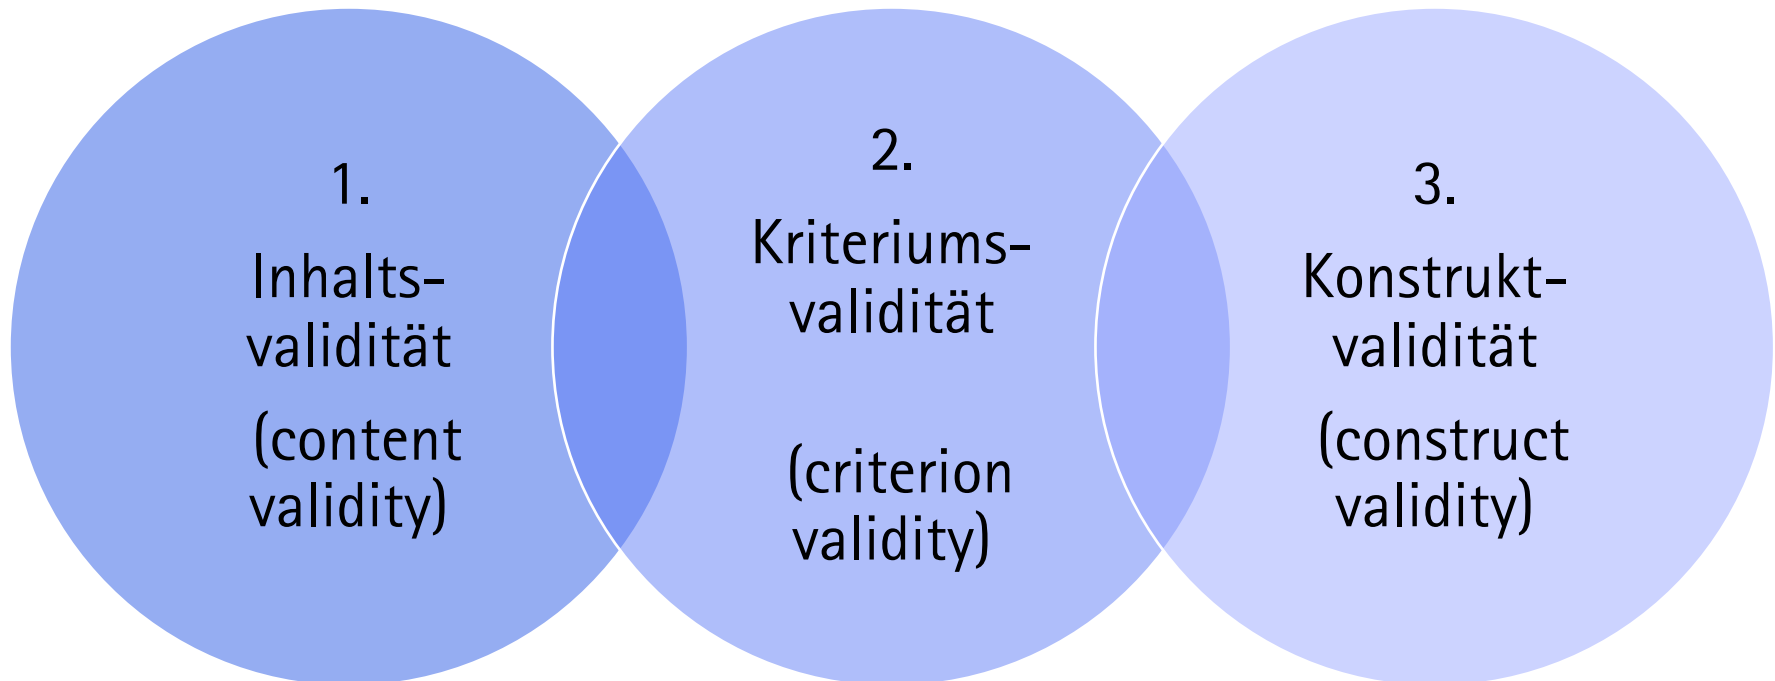 1.
Inhalts-
validität
(content
validity)
2.
Kriteriums-
validität
(criterion
validity)
3.
Konstrukt-
validität
(construct
validity)